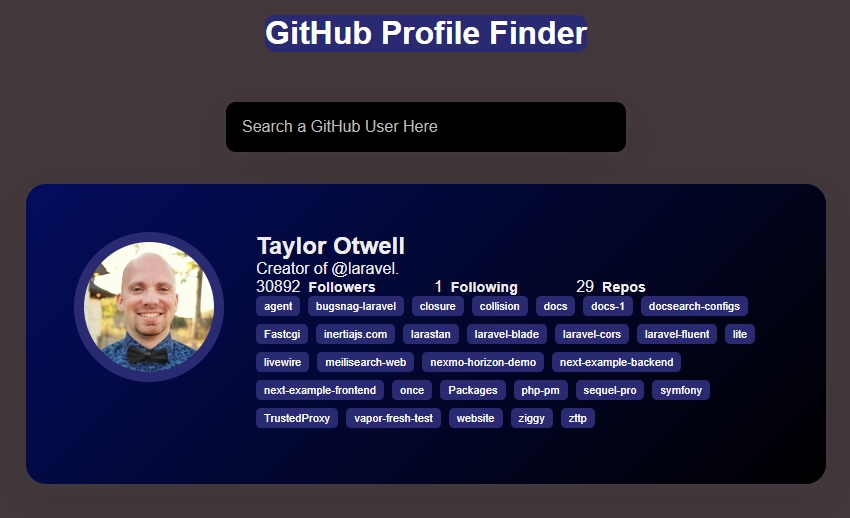 GitHub Profile Finder
Search a GitHub User Here
Taylor Otwell
Creator of @laravel.
30892 Followers 1 Following 29 Repos
agent bugsnag-laravel closure collision docs docs-1 docsearch-configs
Fastcgi inertiajs.com larastan laravel-blade laravel-cors laravel-fluent lite
livewire meilisearch-web nexmo-horizon-demo next-example-backend
next-example-frontend once Packages php-pm sequel-pro symfony
TrustedProxy vapor-fresh-test website ziggy zttp